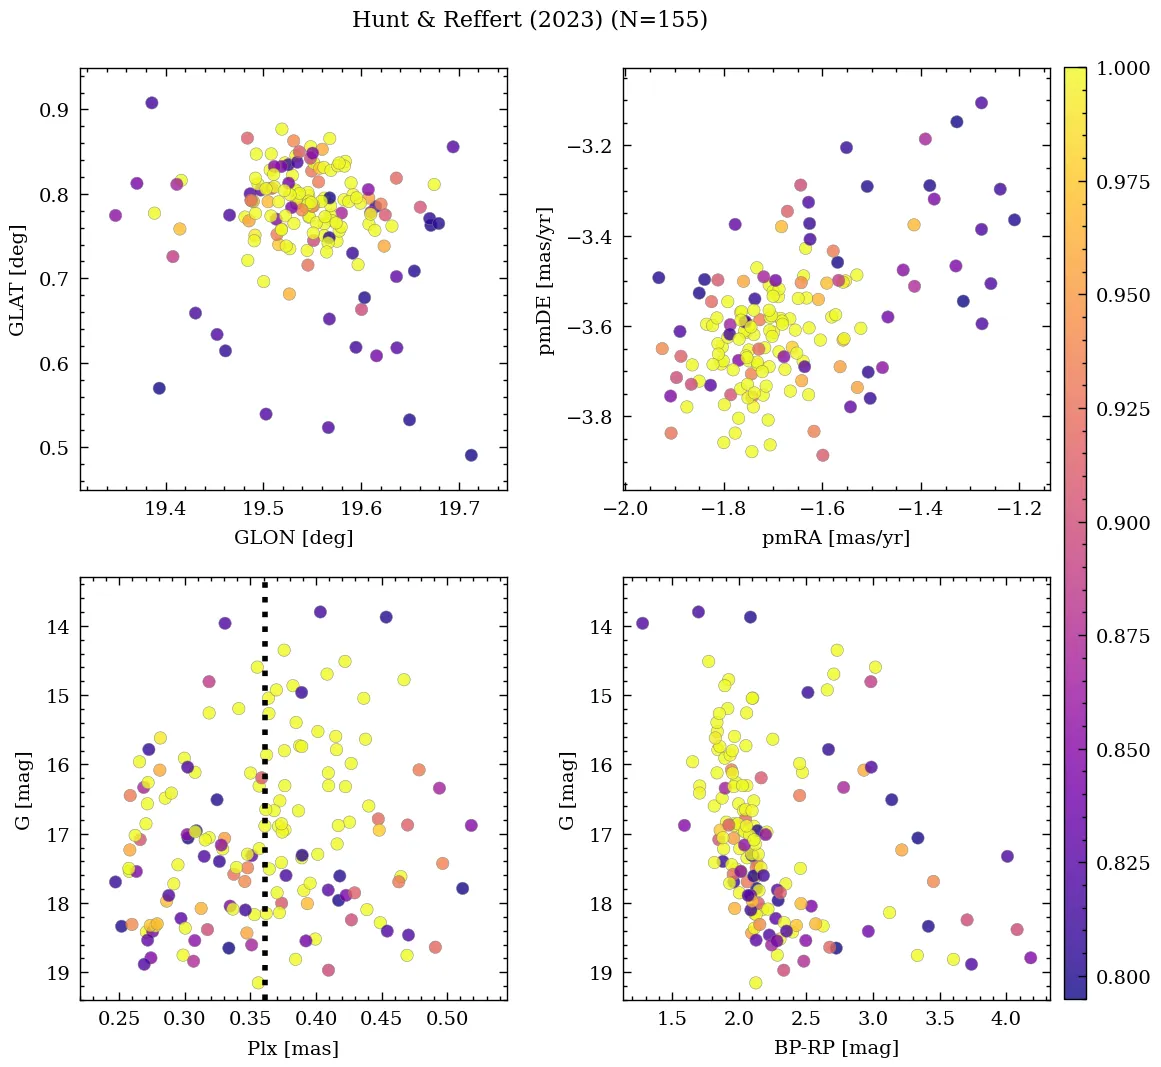 Hunt & Reffert (2023) (N=155)
0.9
0.8
0.7
0.6
0.5
GLAT [deg]
19.4 19.5 19.6 19.7
GLON [deg]
−3.2
−3.4
−3.6
−3.8
pmDE [mas/yr]
−2.0 −1.8 −1.6 −1.4 −1.2
pmRA [mas/yr]
14
15
16
17
18
19
G [mag]
0.25 0.30 0.35 0.40 0.45 0.50
Plx [mas]
14
15
16
17
18
19
G [mag]
1.5 2.0 2.5 3.0 3.5 4.0
BP-RP [mag]
1.000
0.975
0.950
0.925
0.900
0.875
0.850
0.825
0.800